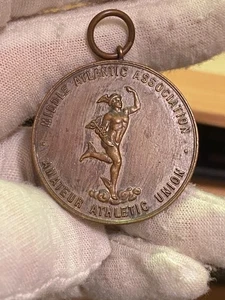 MIDDLE ATLANTIC ASSOCIATION
AMATEUR ATHLETIC UNION